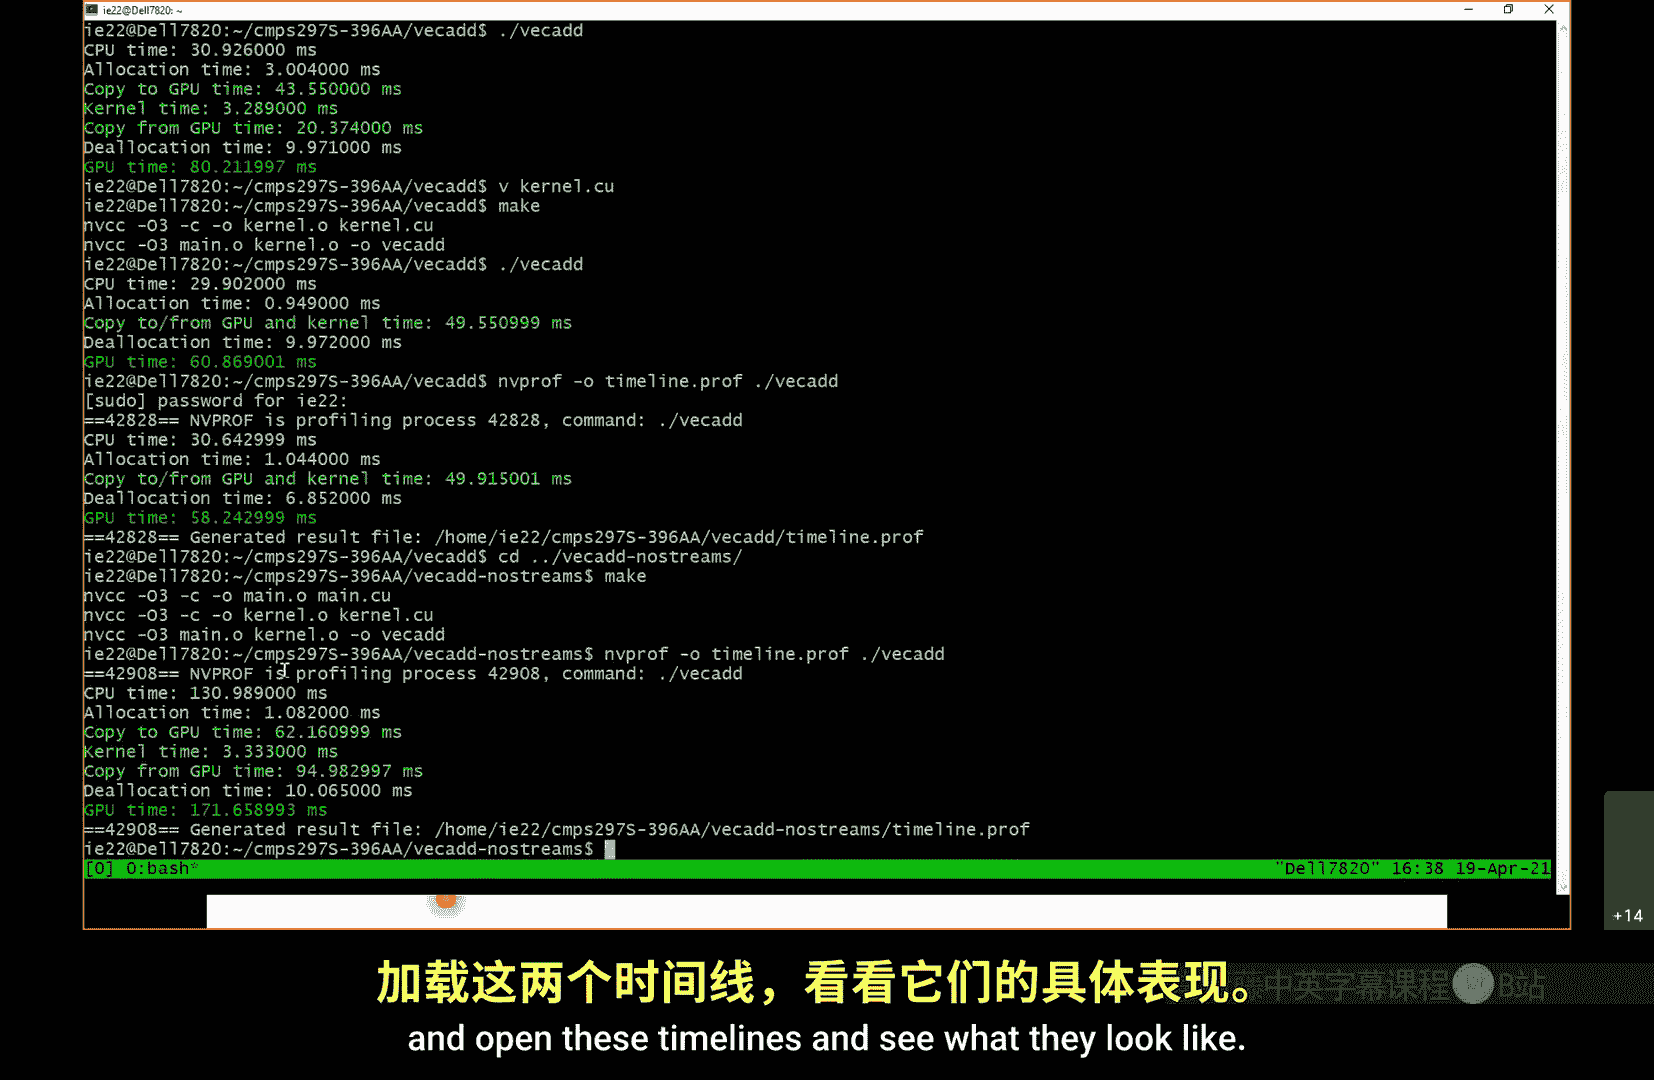 ie22@Dell7820: ~
ie22@Dell7820:~/cmps297S-396AA/vecadd$ ./vecadd
CPU time: 30.926000 ms
Allocation time: 3.004000 ms
Copy to GPU time: 43.550000 ms
Kernel time: 3.289000 ms
Copy from GPU time: 20.374000 ms
Deallocation time: 9.971000 ms
GPU time: 80.211997 ms
ie22@Dell7820:~/cmps297S-396AA/vecadd$ v kernel.cu
ie22@Dell7820:~/cmps297S-396AA/vecadd$ make
nvcc -O3 -c -o kernel.o kernel.cu
nvcc -O3 main.o kernel.o -o vecadd
ie22@Dell7820:~/cmps297S-396AA/vecadd$ ./vecadd
CPU time: 29.902000 ms
Allocation time: 0.949000 ms
Copy to/from GPU and kernel time: 49.550999 ms
Deallocation time: 9.972000 ms
GPU time: 60.869001 ms
ie22@Dell7820:~/cmps297S-396AA/vecadd$ nvprof -o timeline.prof ./vecadd
[sudo] password for ie22:
==42828== NVPROF is profiling process 42828, command: ./vecadd
CPU time: 30.642999 ms
Allocation time: 1.044000 ms
Copy to/from GPU and kernel time: 49.915001 ms
Deallocation time: 6.852000 ms
GPU time: 58.242999 ms
==42828== Generated result file: /home/ie22/cmps297S-396AA/vecadd/timeline.prof
ie22@Dell7820:~/cmps297S-396AA/vecadd$ cd ../vecadd-nostreams/
ie22@Dell7820:~/cmps297S-396AA/vecadd-nostreams$ make
nvcc -O3 -c -o main.o main.cu
nvcc -O3 -c -o kernel.o kernel.cu
nvcc -O3 main.o kernel.o -o vecadd
ie22@Dell7820:~/cmps297S-396AA/vecadd-nostreams$ nvprof -o timeline.prof ./vecadd
==42908== NVPROF is profiling process 42908, command: ./vecadd
CPU time: 130.989000 ms
Allocation time: 1.082000 ms
Copy to GPU time: 62.160999 ms
Kernel time: 3.333000 ms
Copy from GPU time: 94.982997 ms
Deallocation time: 10.065000 ms
GPU time: 171.658993 ms
==42908== Generated result file: /home/ie22/cmps297S-396AA/vecadd-nostreams/timeline.prof
ie22@Dell7820:~/cmps297S-396AA/vecadd-nostreams$
[0] 0:bash* "Dell7820" 16:38 19-Apr-21
+14
加载这两个时间线，看看它们的具体表现。
中英字幕课程 B站
and open these timelines and see what they look like.